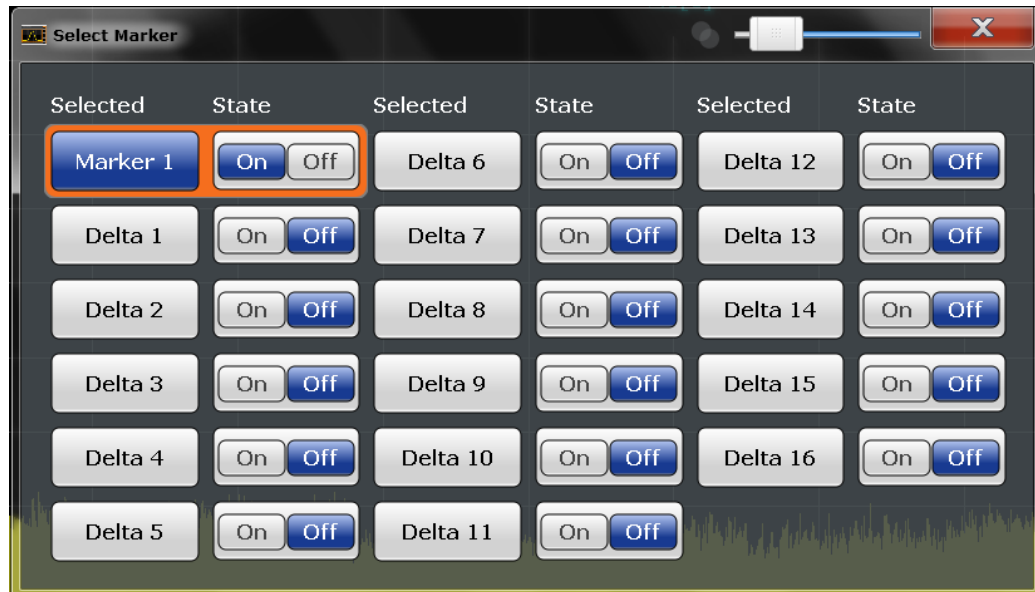 Select Marker
X
Selected State Selected State Selected State
Marker 1 On Off Delta 6 On Off Delta 12 On Off
Delta 1 On Off Delta 7 On Off Delta 13 On Off
Delta 2 On Off Delta 8 On Off Delta 14 On Off
Delta 3 On Off Delta 9 On Off Delta 15 On Off
Delta 4 On Off Delta 10 On Off Delta 16 On Off
Delta 5 On Off Delta 11 On Off